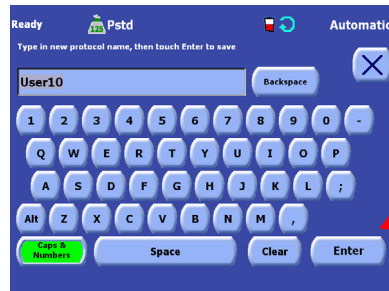 Ready
125
Pstd
Automatic
Type in new protocol name, then touch Enter to save
User10
Backspace
X
1 2 3 4 5 6 7 8 9 0 -
Q W E R T Y U I O P
A S D F G H J K L ;
Alt Z X C V B N M ,
Caps &
Numbers
Space
Clear
Enter